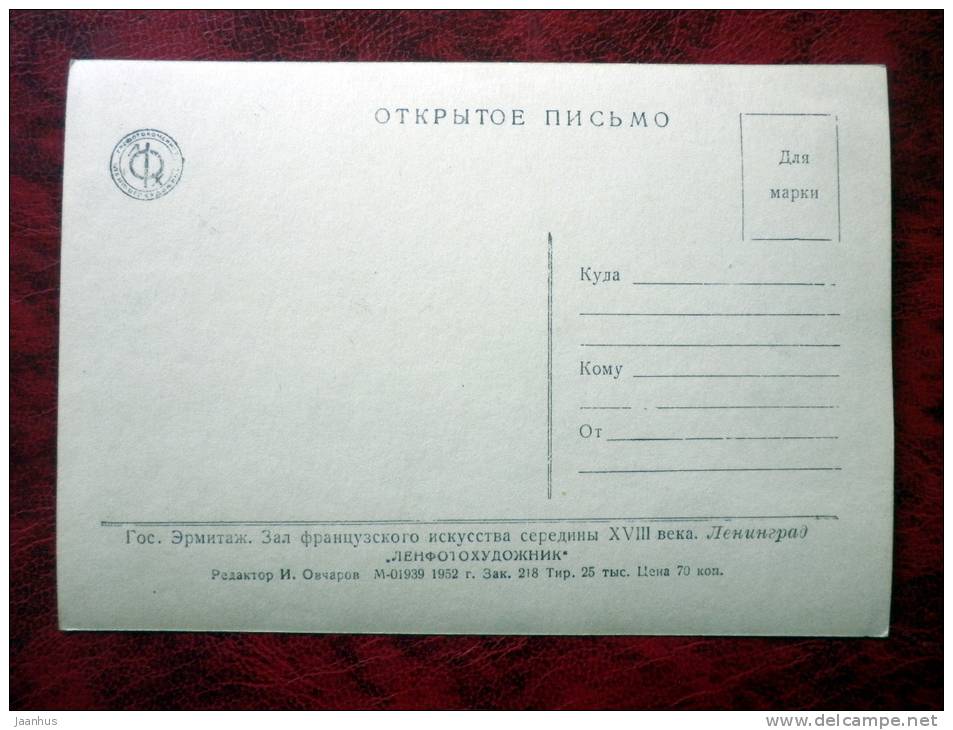 ОТКРЫТОЕ ПИСЬМО
Для
марки
Куда
Кому
От
Гос. Эрмитаж. Зал французского искусства середины XVIII века. Ленинград
„ЛЕНФОТОХУДОЖНИК“
Редактор И. Овчаров М-01939 1952 г. Зак. 218 Тир. 25 тыс. Цена 70 коп.
Jaanhus
www.delcampe.net